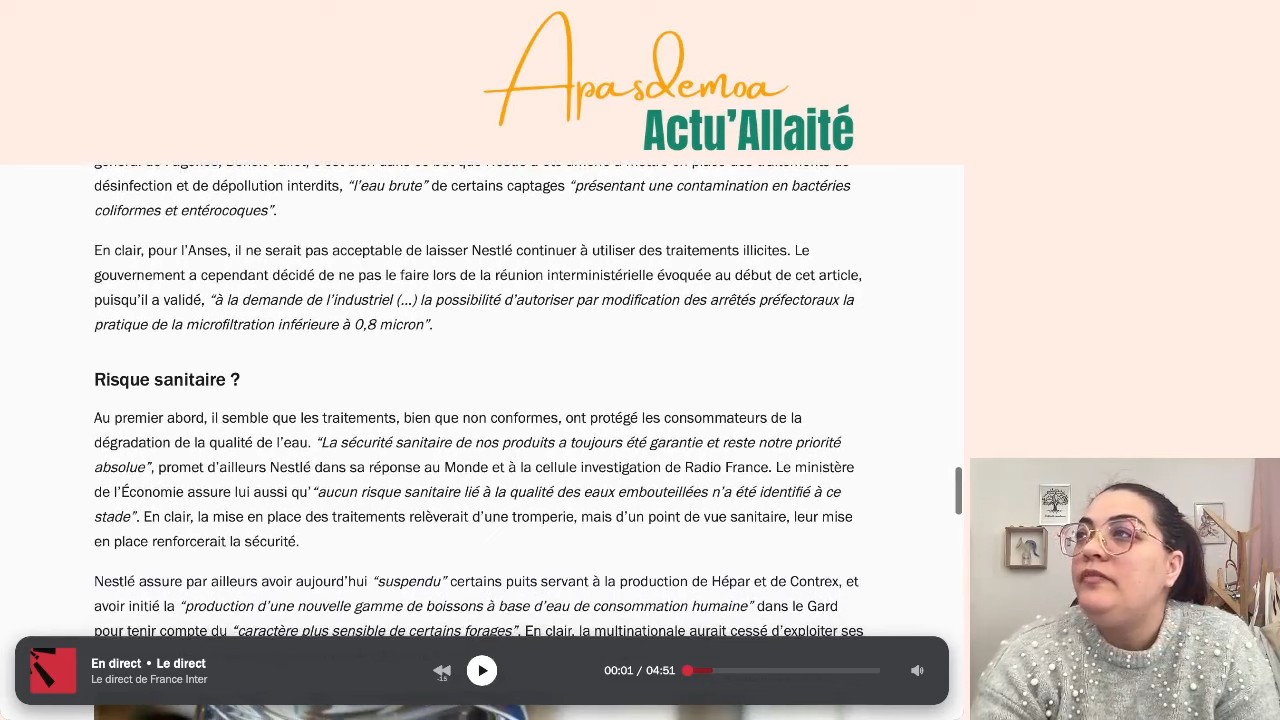 Apasdemoa
Actu'Allaité
désinfection et de dépollution interdits, “l’eau brute” de certains captages “présentant une contamination en bactéries
coliformes et entérocoques”.
En clair, pour l’Anses, il ne serait pas acceptable de laisser Nestlé continuer à utiliser des traitements illicites. Le
gouvernement a cependant décidé de ne pas le faire lors de la réunion interministérielle évoquée au début de cet article,
puisqu’il a validé, “à la demande de l’industriel (...) la possibilité d’autoriser par modification des arrêtés préfectoraux la
pratique de la microfiltration inférieure à 0,8 micron”.
Risque sanitaire ?
Au premier abord, il semble que les traitements, bien que non conformes, ont protégé les consommateurs de la
dégradation de la qualité de l’eau. “La sécurité sanitaire de nos produits a toujours été garantie et reste notre priorité
absolue”, promet d’ailleurs Nestlé dans sa réponse au Monde et à la cellule investigation de Radio France. Le ministère
de l’Économie assure lui aussi qu’“aucun risque sanitaire lié à la qualité des eaux embouteillées n’a été identifié à ce
stade”. En clair, la mise en place des traitements relèverait d’une tromperie, mais d’un point de vue sanitaire, leur mise
en place renforcerait la sécurité.
Nestlé assure par ailleurs avoir aujourd’hui “suspendu” certains puits servant à la production de Hépar et de Contrex, et
avoir initié la “production d’une nouvelle gamme de boissons à base d’eau de consommation humaine” dans le Gard
pour tenir compte du “caractère plus sensible de certains forages”. En clair, la multinationale aurait cessé d’exploiter ses
En direct • Le direct
Le direct de France Inter
-15
00:01 / 04:51